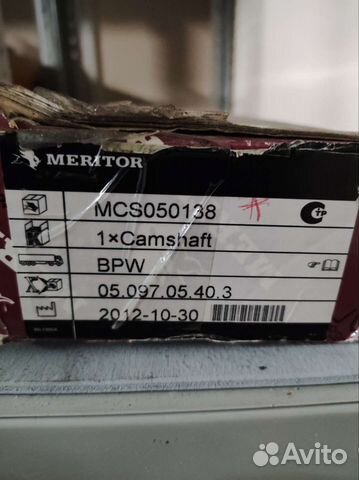 MERITOR
MCS050138
1×Camshaft
BPW
05.097.05.40.3
2012-10-30
Avito